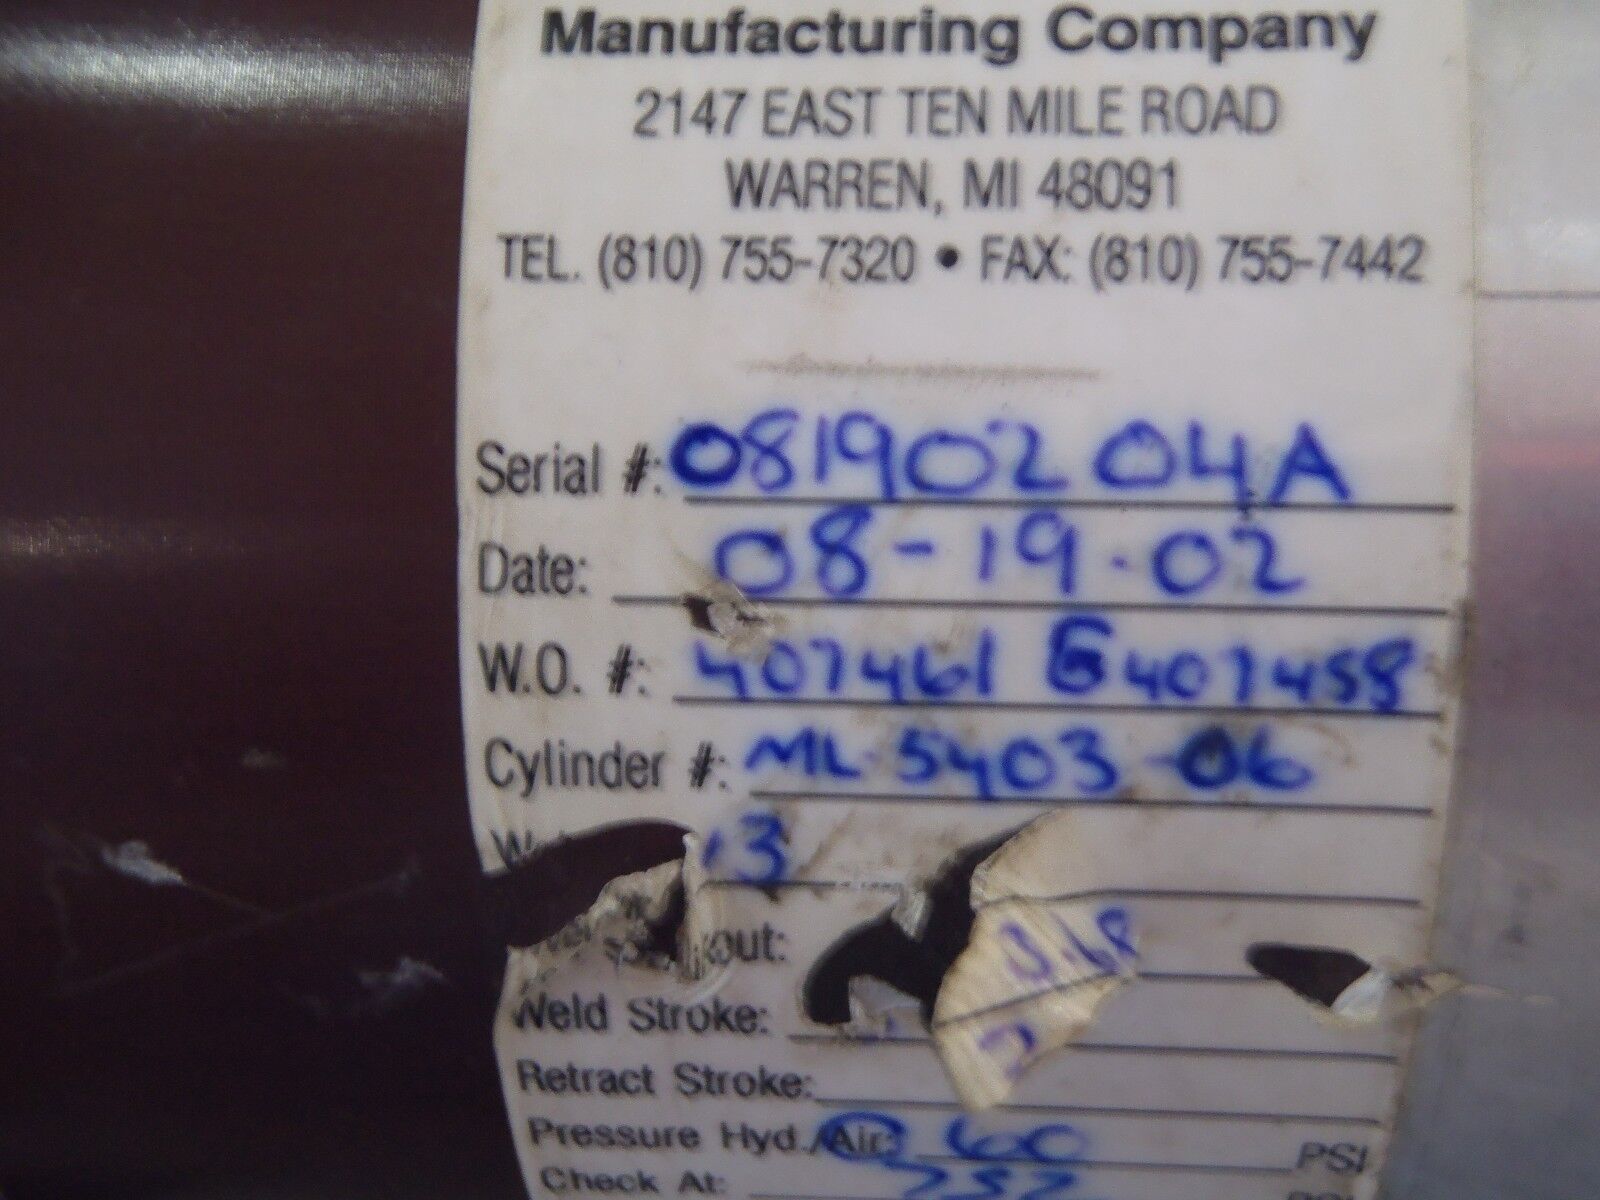 Manufacturing Company
2147 EAST TEN MILE ROAD
WARREN, MI 48091
TEL. (810) 755-7320 • FAX: (810) 755-7442
Serial #: 08190204A
Date: 08-19-02
W.O. #: 407461 & 407458
Cylinder #: ML-5403-06
Weld Stroke:
Retract Stroke:
Pressure Hyd./Air: 60 PSI
Check At: